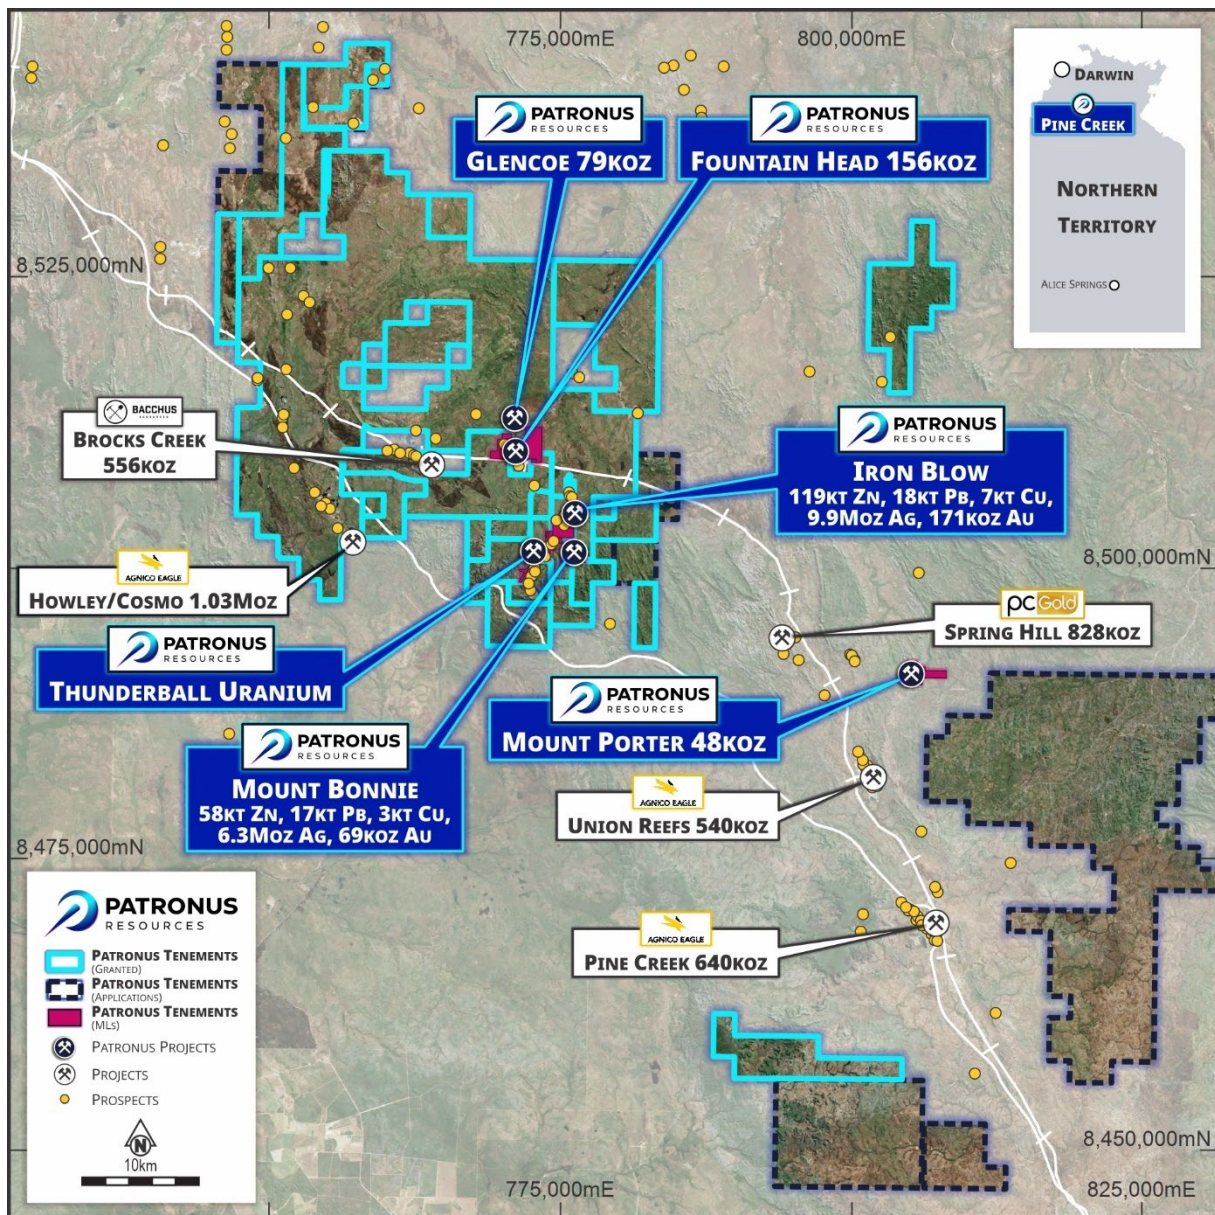 775,000mE
800,000mE
DARWIN
PINE CREEK
NORTHERN
TERRITORY
ALICE SPRINGS
PATRONUS
RESOURCES
GLENCOE 79KOZ
PATRONUS
RESOURCES
FOUNTAIN HEAD 156KOZ
8,525,000mN
BACCHUS
RESOURCES
BROCKS CREEK
556KOZ
PATRONUS
RESOURCES
IRON BLOW
119KT ZN, 18KT PB, 7KT CU,
9.9MOZ AG, 171KOZ AU
8,500,000mN
AGNICO EAGLE
HOWLEY/COSMO 1.03MOZ
PC Gold
SPRING HILL 828KOZ
PATRONUS
RESOURCES
THUNDERBALL URANIUM
PATRONUS
RESOURCES
MOUNT PORTER 48KOZ
PATRONUS
RESOURCES
MOUNT BONNIE
58KT ZN, 17KT PB, 3KT CU,
6.3MOZ AG, 69KOZ AU
AGNICO EAGLE
UNION REEFS 540KOZ
8,475,000mN
AGNICO EAGLE
PINE CREEK 640KOZ
PATRONUS
RESOURCES
PATRONUS TENEMENTS
(GRANTED)
PATRONUS TENEMENTS
(APPLICATIONS)
PATRONUS TENEMENTS
(MLS)
PATRONUS PROJECTS
PROJECTS
PROSPECTS
N
10km
8,450,000mN
775,000mE
825,000mE